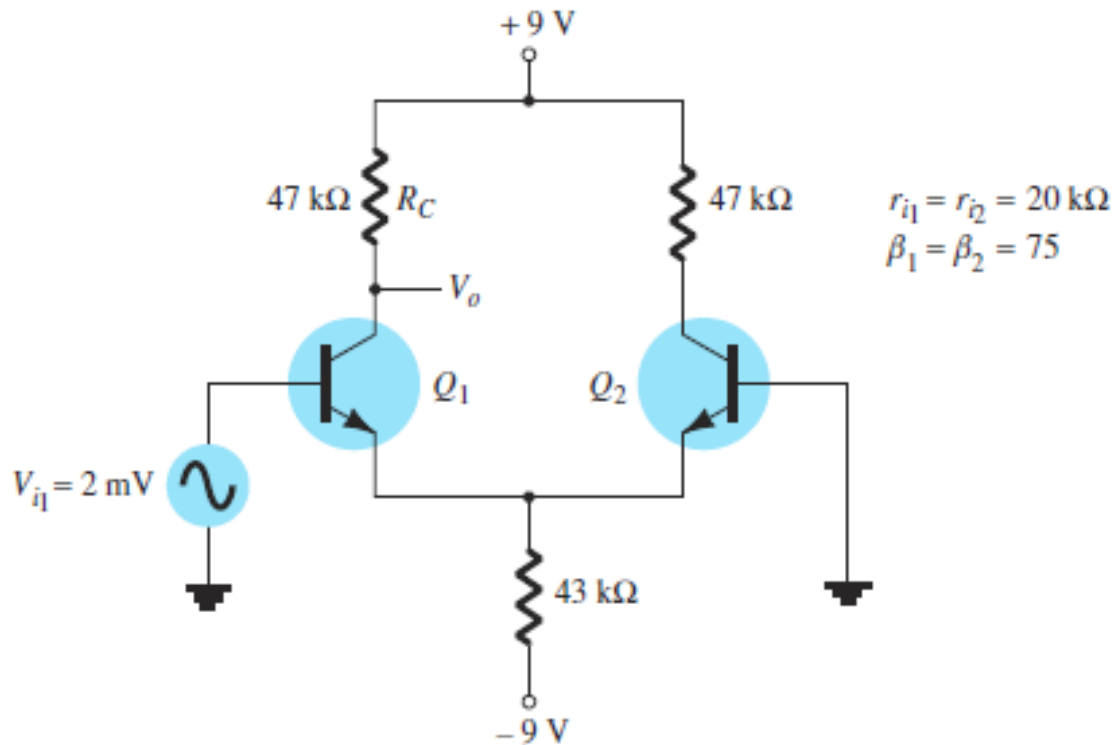 +9 V
47 kΩ R_C
47 kΩ
r_i1 = r_i2 = 20 kΩ
β_1 = β_2 = 75
V_o
Q_1
Q_2
V_i1 = 2 mV
43 kΩ
–9 V